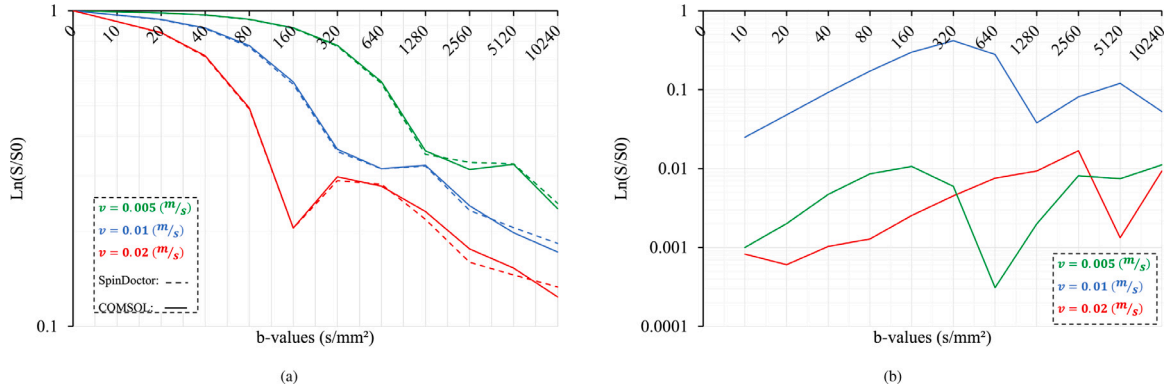 1
0 10 20 40 80 160 320 640 1280 2560 5120 10240
Ln(S/S0)
v = 0.005 (m/s)
v = 0.01 (m/s)
v = 0.02 (m/s)
SpinDoctor:
COMSOL:
0.1
b-values (s/mm²)
(a)
1
0 10 20 40 80 160 320 640 1280 2560 5120 10240
0.1
Ln(S/S0)
0.01
0.001
v = 0.005 (m/s)
v = 0.01 (m/s)
v = 0.02 (m/s)
0.0001
b-values (s/mm²)
(b)